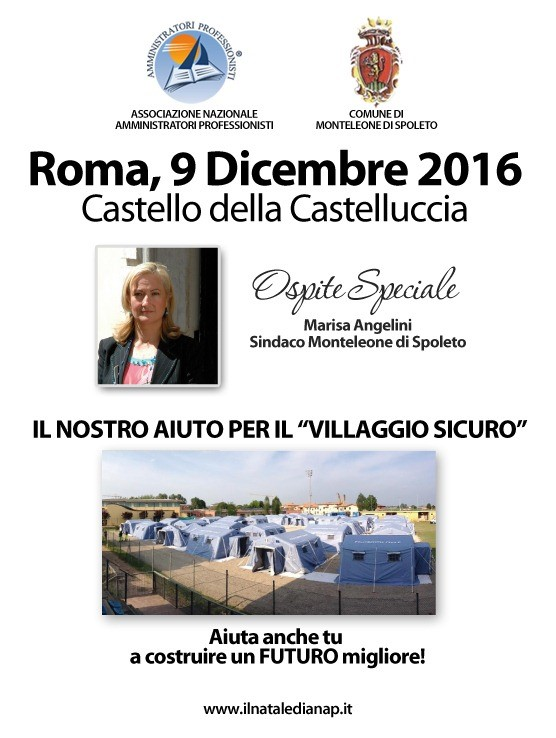 AMMINISTRATORI PROFESSIONISTI ®
ASSOCIAZIONE NAZIONALE
AMMINISTRATORI PROFESSIONISTI
COMUNE DI
MONTELEONE DI SPOLETO
Roma, 9 Dicembre 2016
Castello della Castelluccia
Ospite Speciale
Marisa Angelini
Sindaco Monteleone di Spoleto
IL NOSTRO AIUTO PER IL “VILLAGGIO SICURO”
Aiuta anche tu
a costruire un FUTURO migliore!
www.ilnataledianap.it